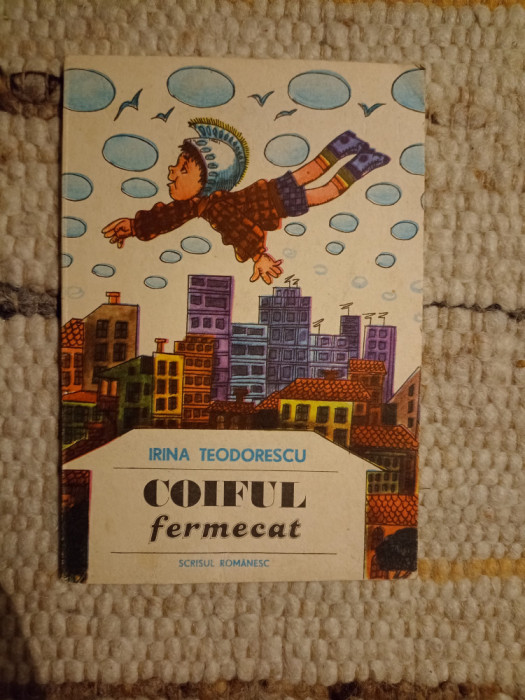 IRINA TEODORESCU
COIFUL
fermecat
SCRISUL ROMÂNESC